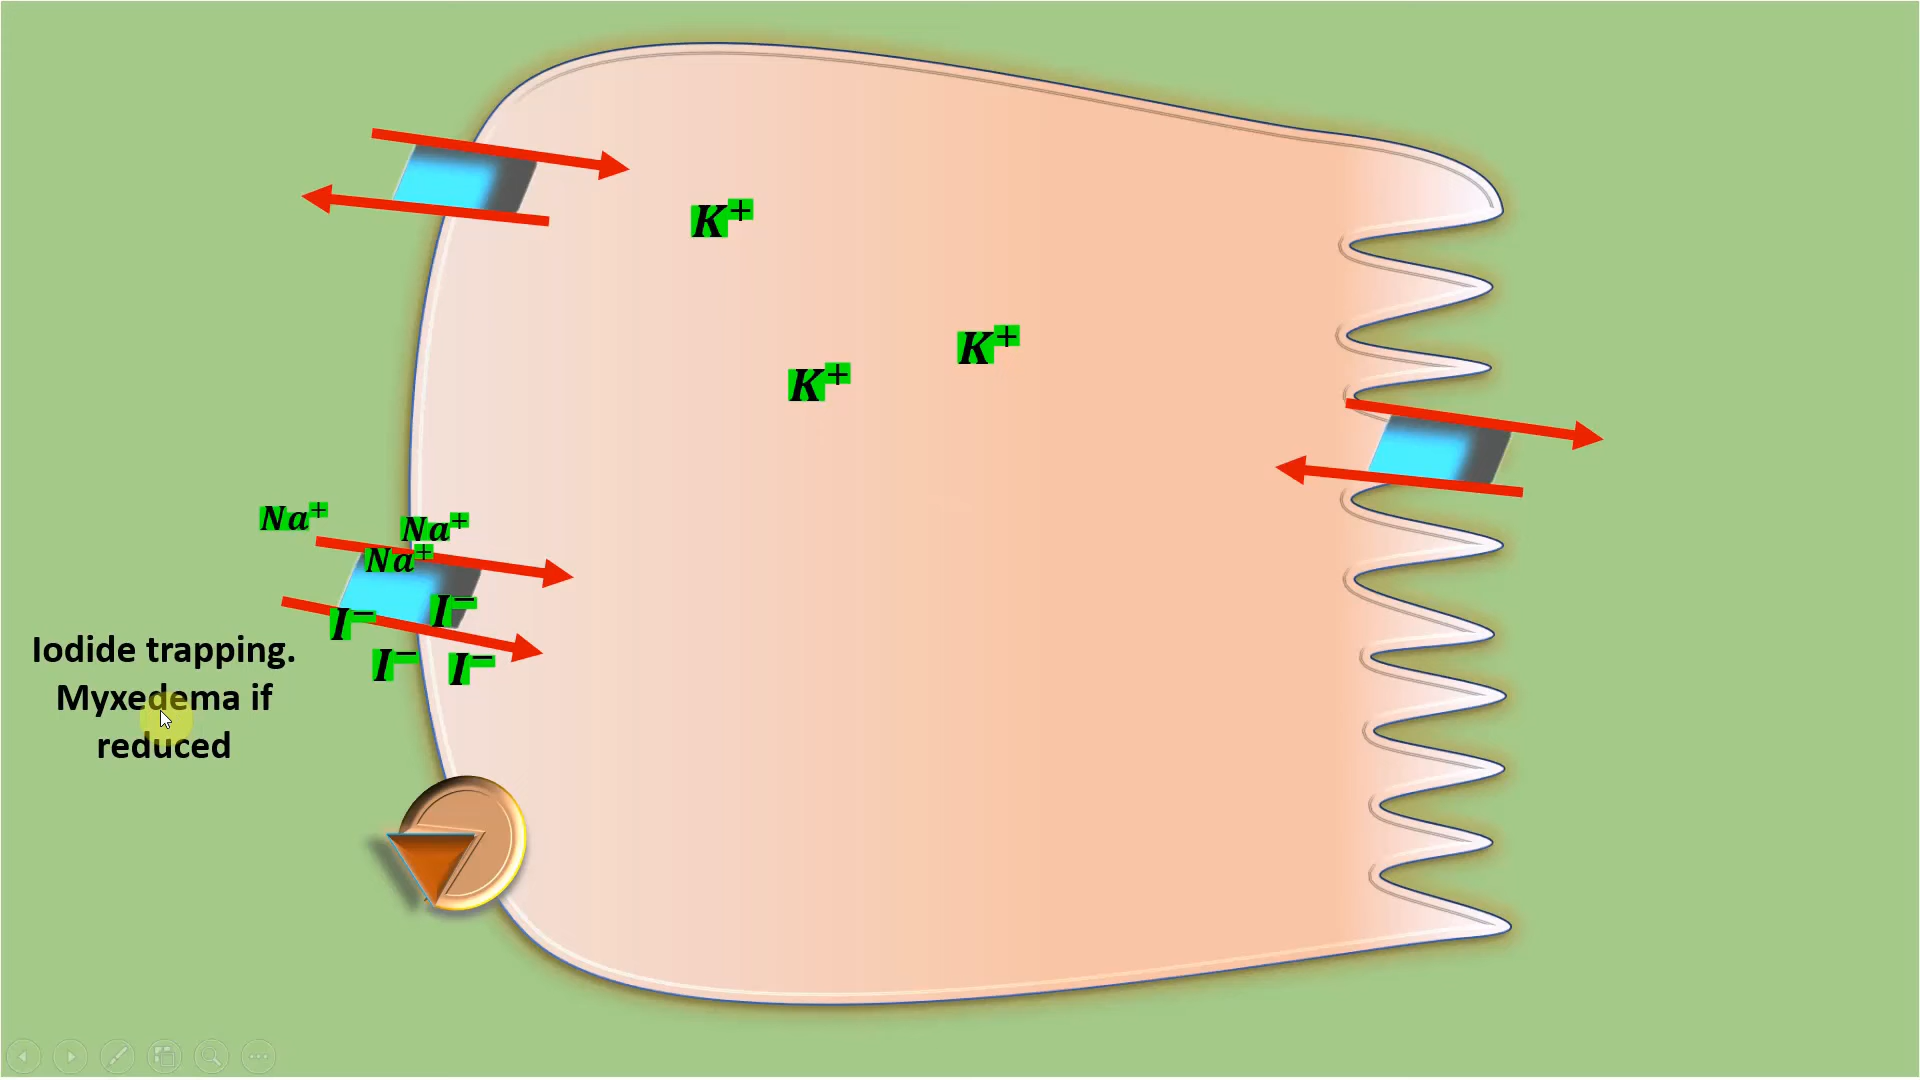 K⁺
K⁺
K⁺
Na⁺
Na⁺
Na⁺
I⁻
I⁻
I⁻
I⁻
Iodide trapping.
Myxedema if
reduced